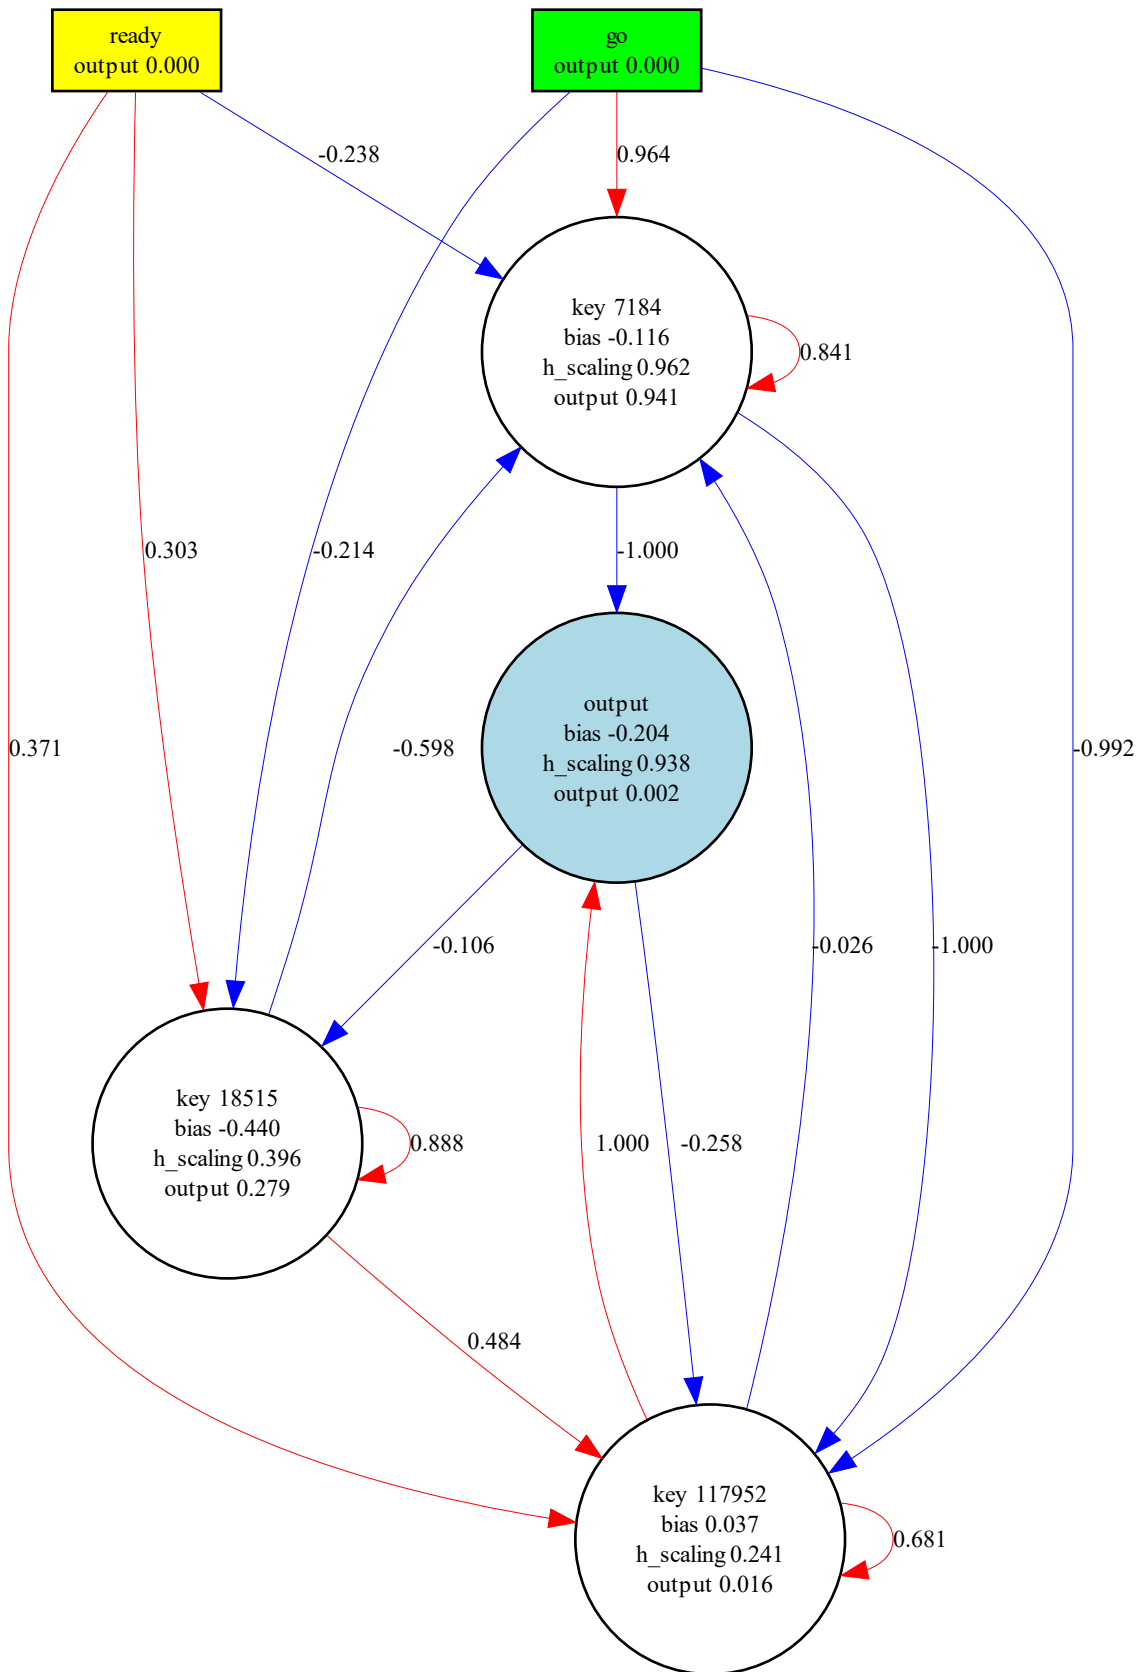 ready
output 0.000
go
output 0.000
-0.238
0.964
key 7184
bias -0.116
h_scaling 0.962
output 0.941
0.841
0.303
-0.214
-1.000
output
bias -0.204
h_scaling 0.938
output 0.002
0.371
-0.598
-0.992
-0.106
-0.026
-1.000
key 18515
bias -0.440
h_scaling 0.396
output 0.279
0.888
1.000
-0.258
0.484
key 117952
bias 0.037
h_scaling 0.241
output 0.016
0.681